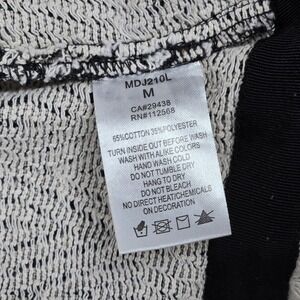 MDJ210L
M
CA#29438
RN#112568
65%COTTON 35%POLYESTER
TURN INSIDE OUT BEFORE WASH
WASH WITH ALIKE COLORS
HAND WASH COLD
DO NOT TUMBLE DRY
HANG TO DRY
DO NOT BLEACH
NO DIRECT HEAT/CHEMICALS
ON DECORATION